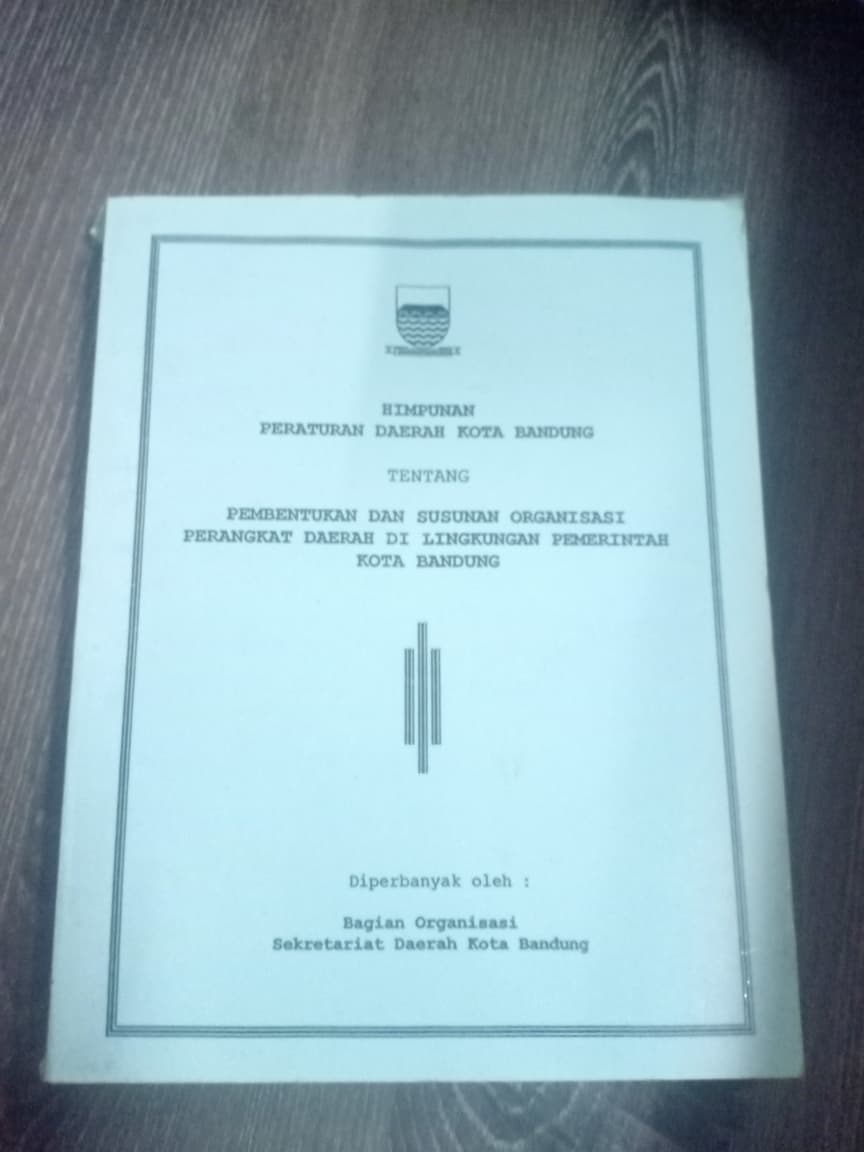 HIMPUNAN
PERATURAN DAERAH KOTA BANDUNG
TENTANG
PEMBENTUKAN DAN SUSUNAN ORGANISASI
PERANGKAT DAERAH DI LINGKUNGAN PEMERINTAH
KOTA BANDUNG
Diperbanyak oleh :
Bagian Organisasi
Sekretariat Daerah Kota Bandung